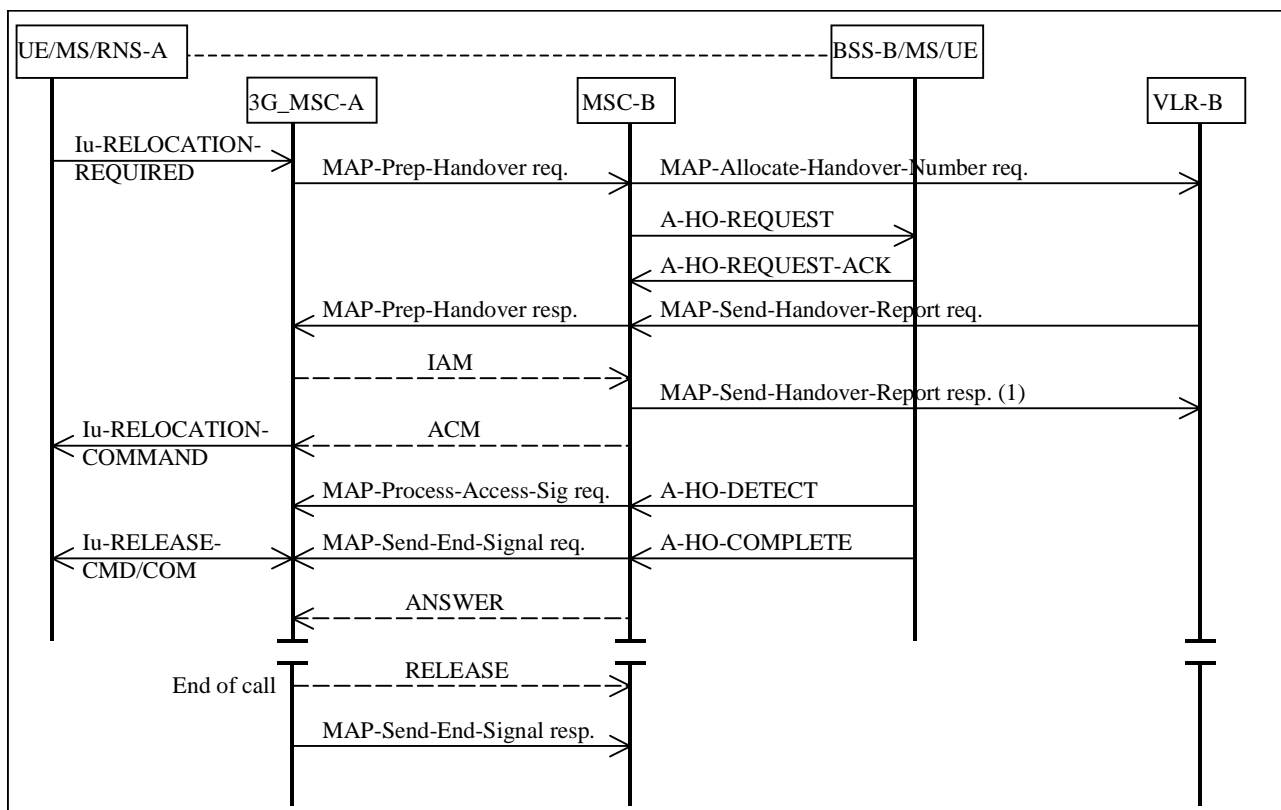 UE/MS/RNS-A
BSS-B/MS/UE
3G_MSC-A
MSC-B
VLR-B
Iu-RELOCATION-
REQUIRED
MAP-Prep-Handover req.
MAP-Allocate-Handover-Number req.
A-HO-REQUEST
A-HO-REQUEST-ACK
MAP-Prep-Handover resp.
MAP-Send-Handover-Report req.
IAM
MAP-Send-Handover-Report resp. (1)
Iu-RELOCATION-
COMMAND
ACM
MAP-Process-Access-Sig req.
A-HO-DETECT
Iu-RELEASE-
CMD/COM
MAP-Send-End-Signal req.
A-HO-COMPLETE
ANSWER
End of call
RELEASE
MAP-Send-End-Signal resp.